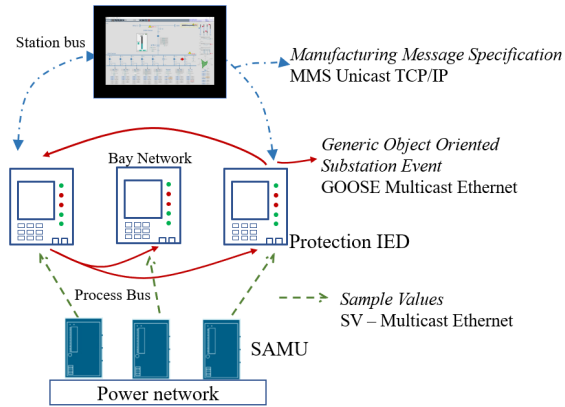 Station bus
Manufacturing Message Specification
MMS Unicast TCP/IP
Generic Object Oriented
Substation Event
GOOSE Multicast Ethernet
Bay Network
Protection IED
Process Bus
Sample Values
SV – Multicast Ethernet
SAMU
Power network